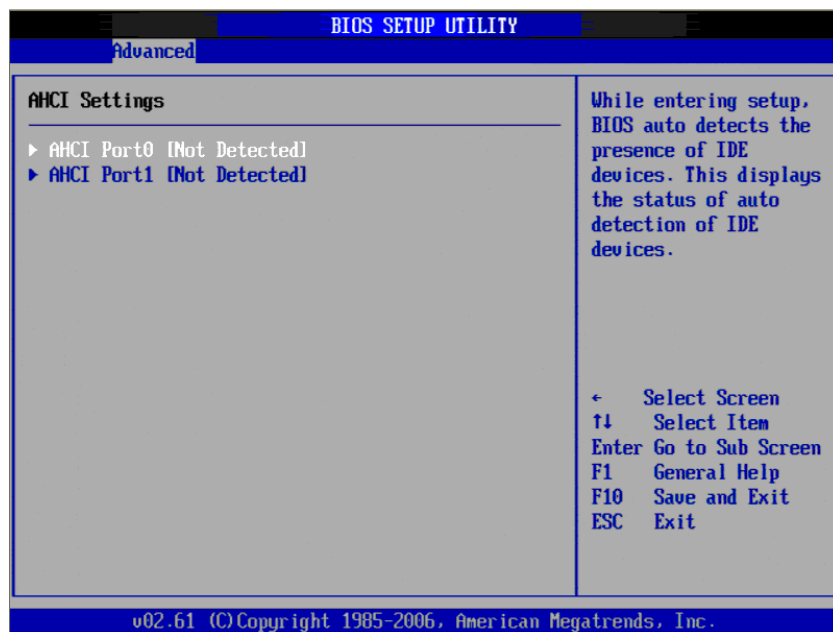 BIOS SETUP UTILITY
Advanced
AHCI Settings
▶ AHCI Port0 [Not Detected]
▶ AHCI Port1 [Not Detected]
While entering setup,
BIOS auto detects the
presence of IDE
devices. This displays
the status of auto
detection of IDE
devices.
← Select Screen
↑↓ Select Item
Enter Go to Sub Screen
F1 General Help
F10 Save and Exit
ESC Exit
v02.61 (C)Copyright 1985-2006, American Megatrends, Inc.